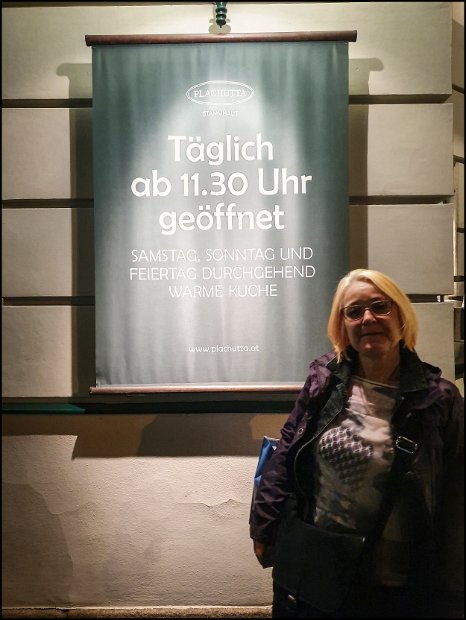 PLACHUTTA
STAMMHAUS
Täglich
ab 11.30 Uhr
geöffnet
SAMSTAG, SONNTAG UND
FEIERTAG DURCHGEHEND
WARME KÜCHE
www.plachutta.at